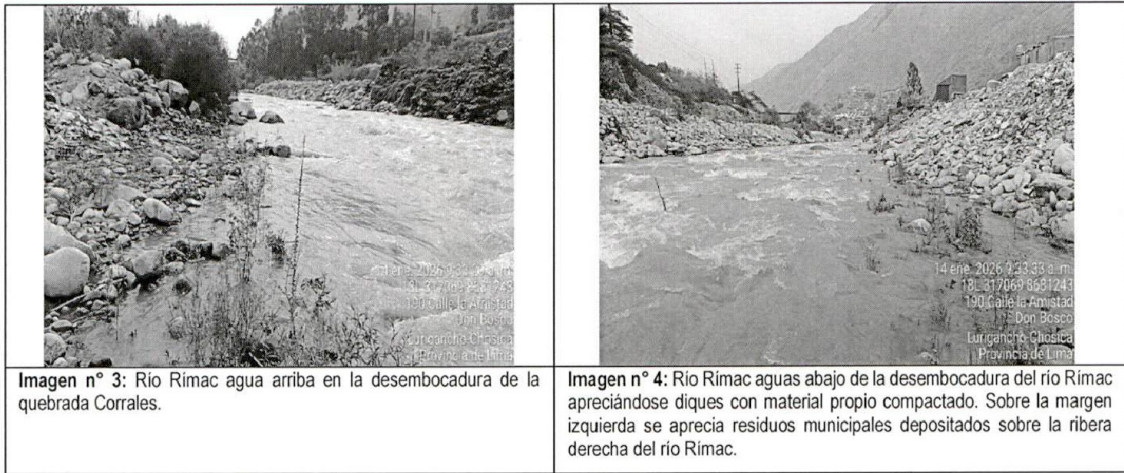 14 ene. 2026 9:33:33 a. m.
18L 317069 8681243
190 Calle la Amistad
Don Bosco
Lurigancho-Chosica
Provincia de Lima
Imagen n° 3: Río Rímac agua arriba en la desembocadura de la
quebrada Corrales.
Imagen n° 4: Río Rímac aguas abajo de la desembocadura del río Rímac
apreciándose diques con material propio compactado. Sobre la margen
izquierda se aprecia residuos municipales depositados sobre la ribera
derecha del río Rímac.